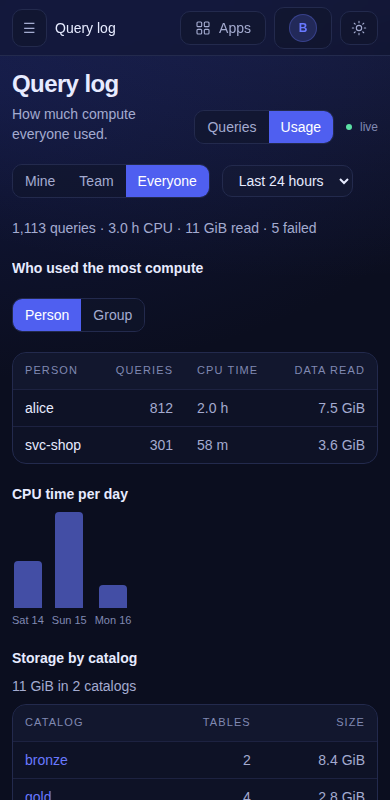 ☰ Query log Apps B
Query log
How much compute
everyone used.
Queries Usage live
Mine Team Everyone Last 24 hours
1,113 queries · 3.0 h CPU · 11 GiB read · 5 failed
Who used the most compute
Person Group
PERSON QUERIES CPU TIME DATA READ
alice 812 2.0 h 7.5 GiB
svc-shop 301 58 m 3.6 GiB
CPU time per day
Sat 14 Sun 15 Mon 16
Storage by catalog
11 GiB in 2 catalogs
CATALOG TABLES SIZE
bronze 2 8.4 GiB
gold 4 2.8 GiB